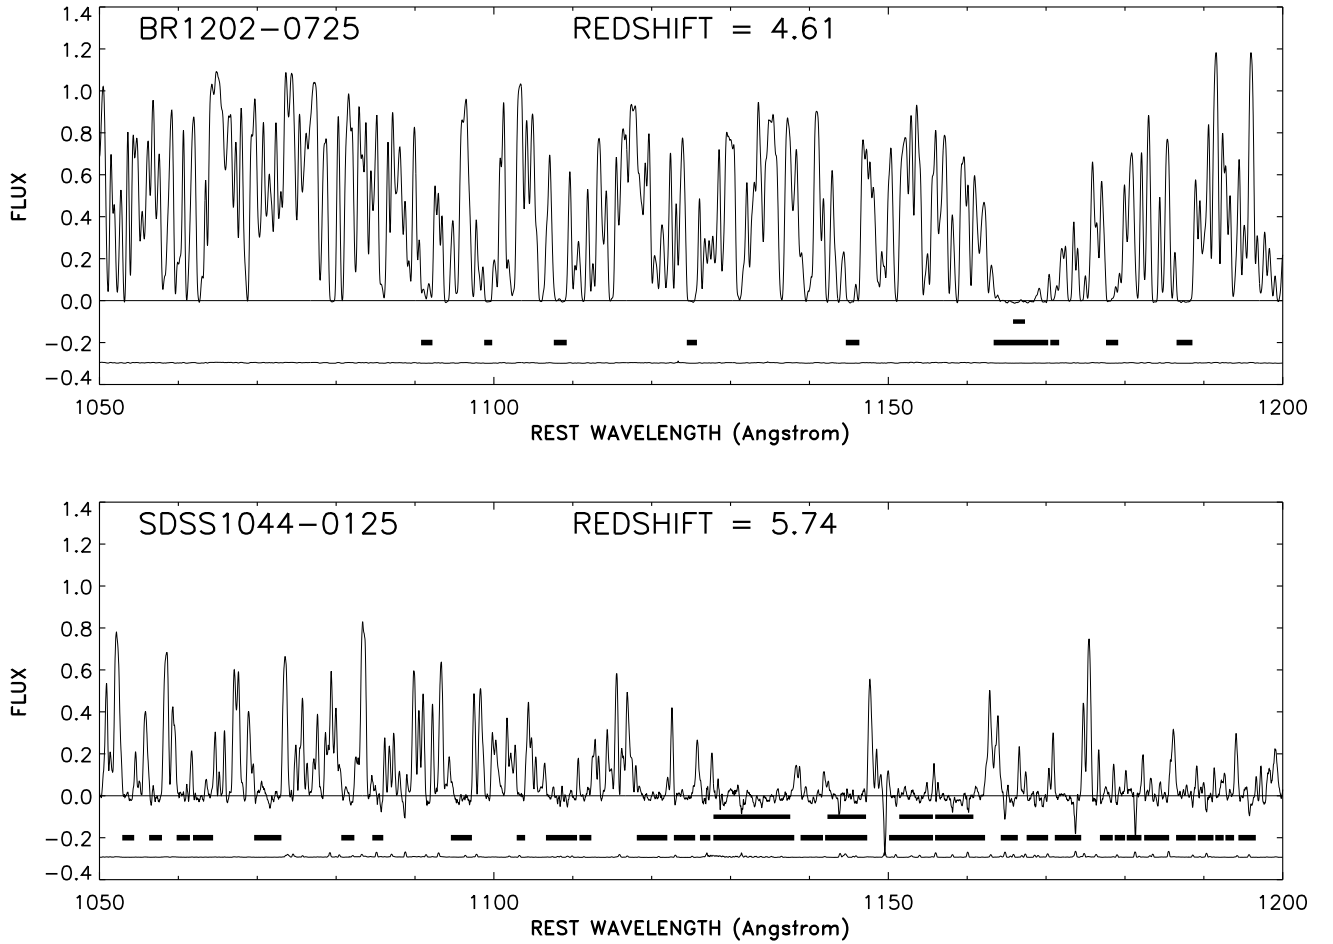 BR1202−0725 REDSHIFT = 4.61
1.4
1.2
1.0
0.8
0.6
0.4
0.2
0.0
−0.2
−0.4
FLUX
1050 1100 1150 1200
REST WAVELENGTH (Angstrom)
SDSS1044−0125 REDSHIFT = 5.74
1.4
1.2
1.0
0.8
0.6
0.4
0.2
0.0
−0.2
−0.4
FLUX
1050 1100 1150 1200
REST WAVELENGTH (Angstrom)